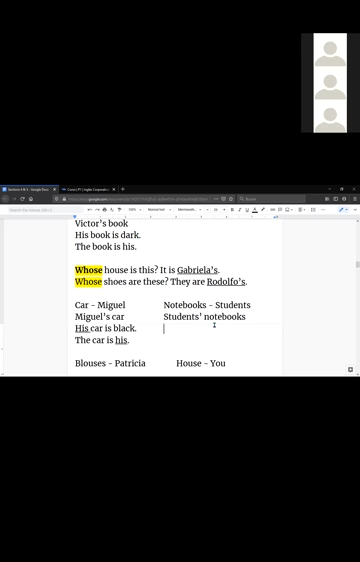 Victor's book
His book is dark.
The book is his.
Whose house is this? It is Gabriela's.
Whose shoes are these? They are Rodolfo's.
Car - Miguel Notebooks - Students
Miguel's car Students' notebooks
His car is black.
The car is his.
Blouses - Patricia House - You